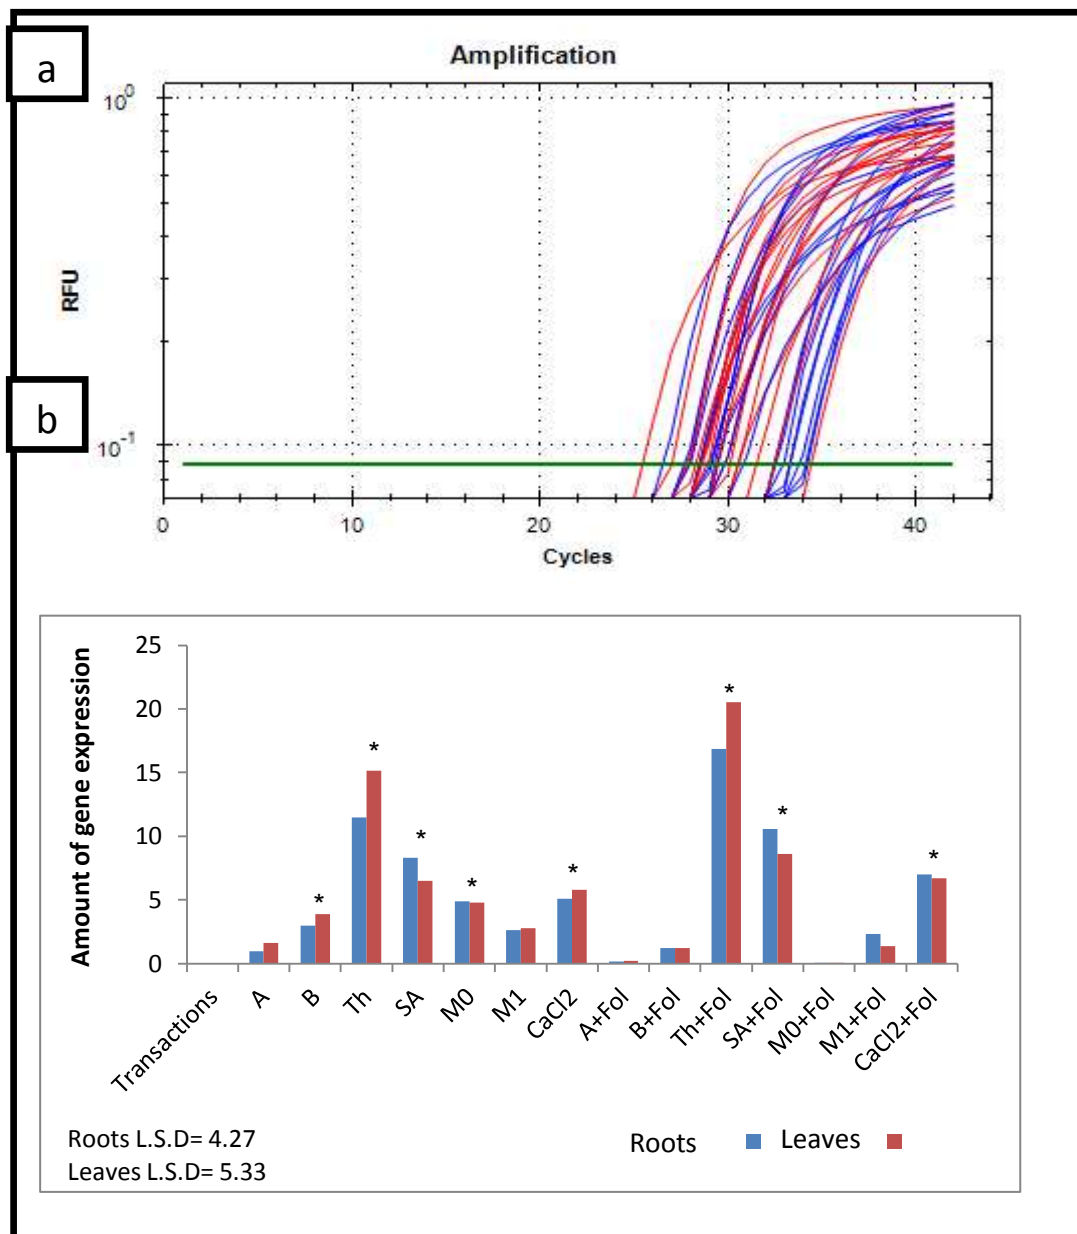 a
Amplification
10^0
RFU
b
10^-1
0 10 20 30 40
Cycles
25
20
15
10
5
0
Amount of gene expression
* * * * * * * *
Transactions A B Th SA M0 M1 CaCl2 A+Fol B+Fol Th+Fol SA+Fol M0+Fol M1+Fol CaCl2+Fol
Roots L.S.D= 4.27
Leaves L.S.D= 5.33
Roots Leaves